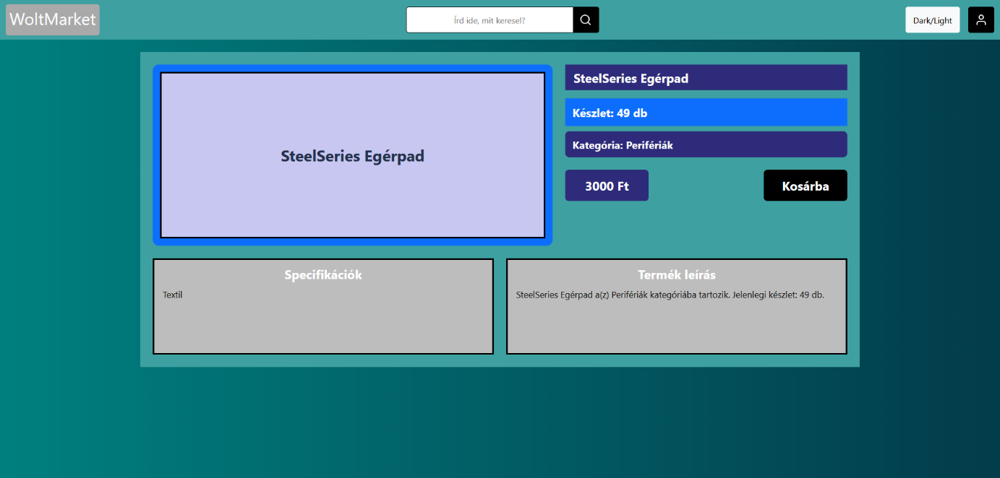 WoltMarket
Írd ide, mit keresel?
Dark/Light
SteelSeries Egérpad
SteelSeries Egérpad
Készlet: 49 db
Kategória: Perifériák
3000 Ft
Kosárba
Specifikációk
Textil
Termék leírás
SteelSeries Egérpad a(z) Perifériák kategóriába tartozik. Jelenlegi készlet: 49 db.